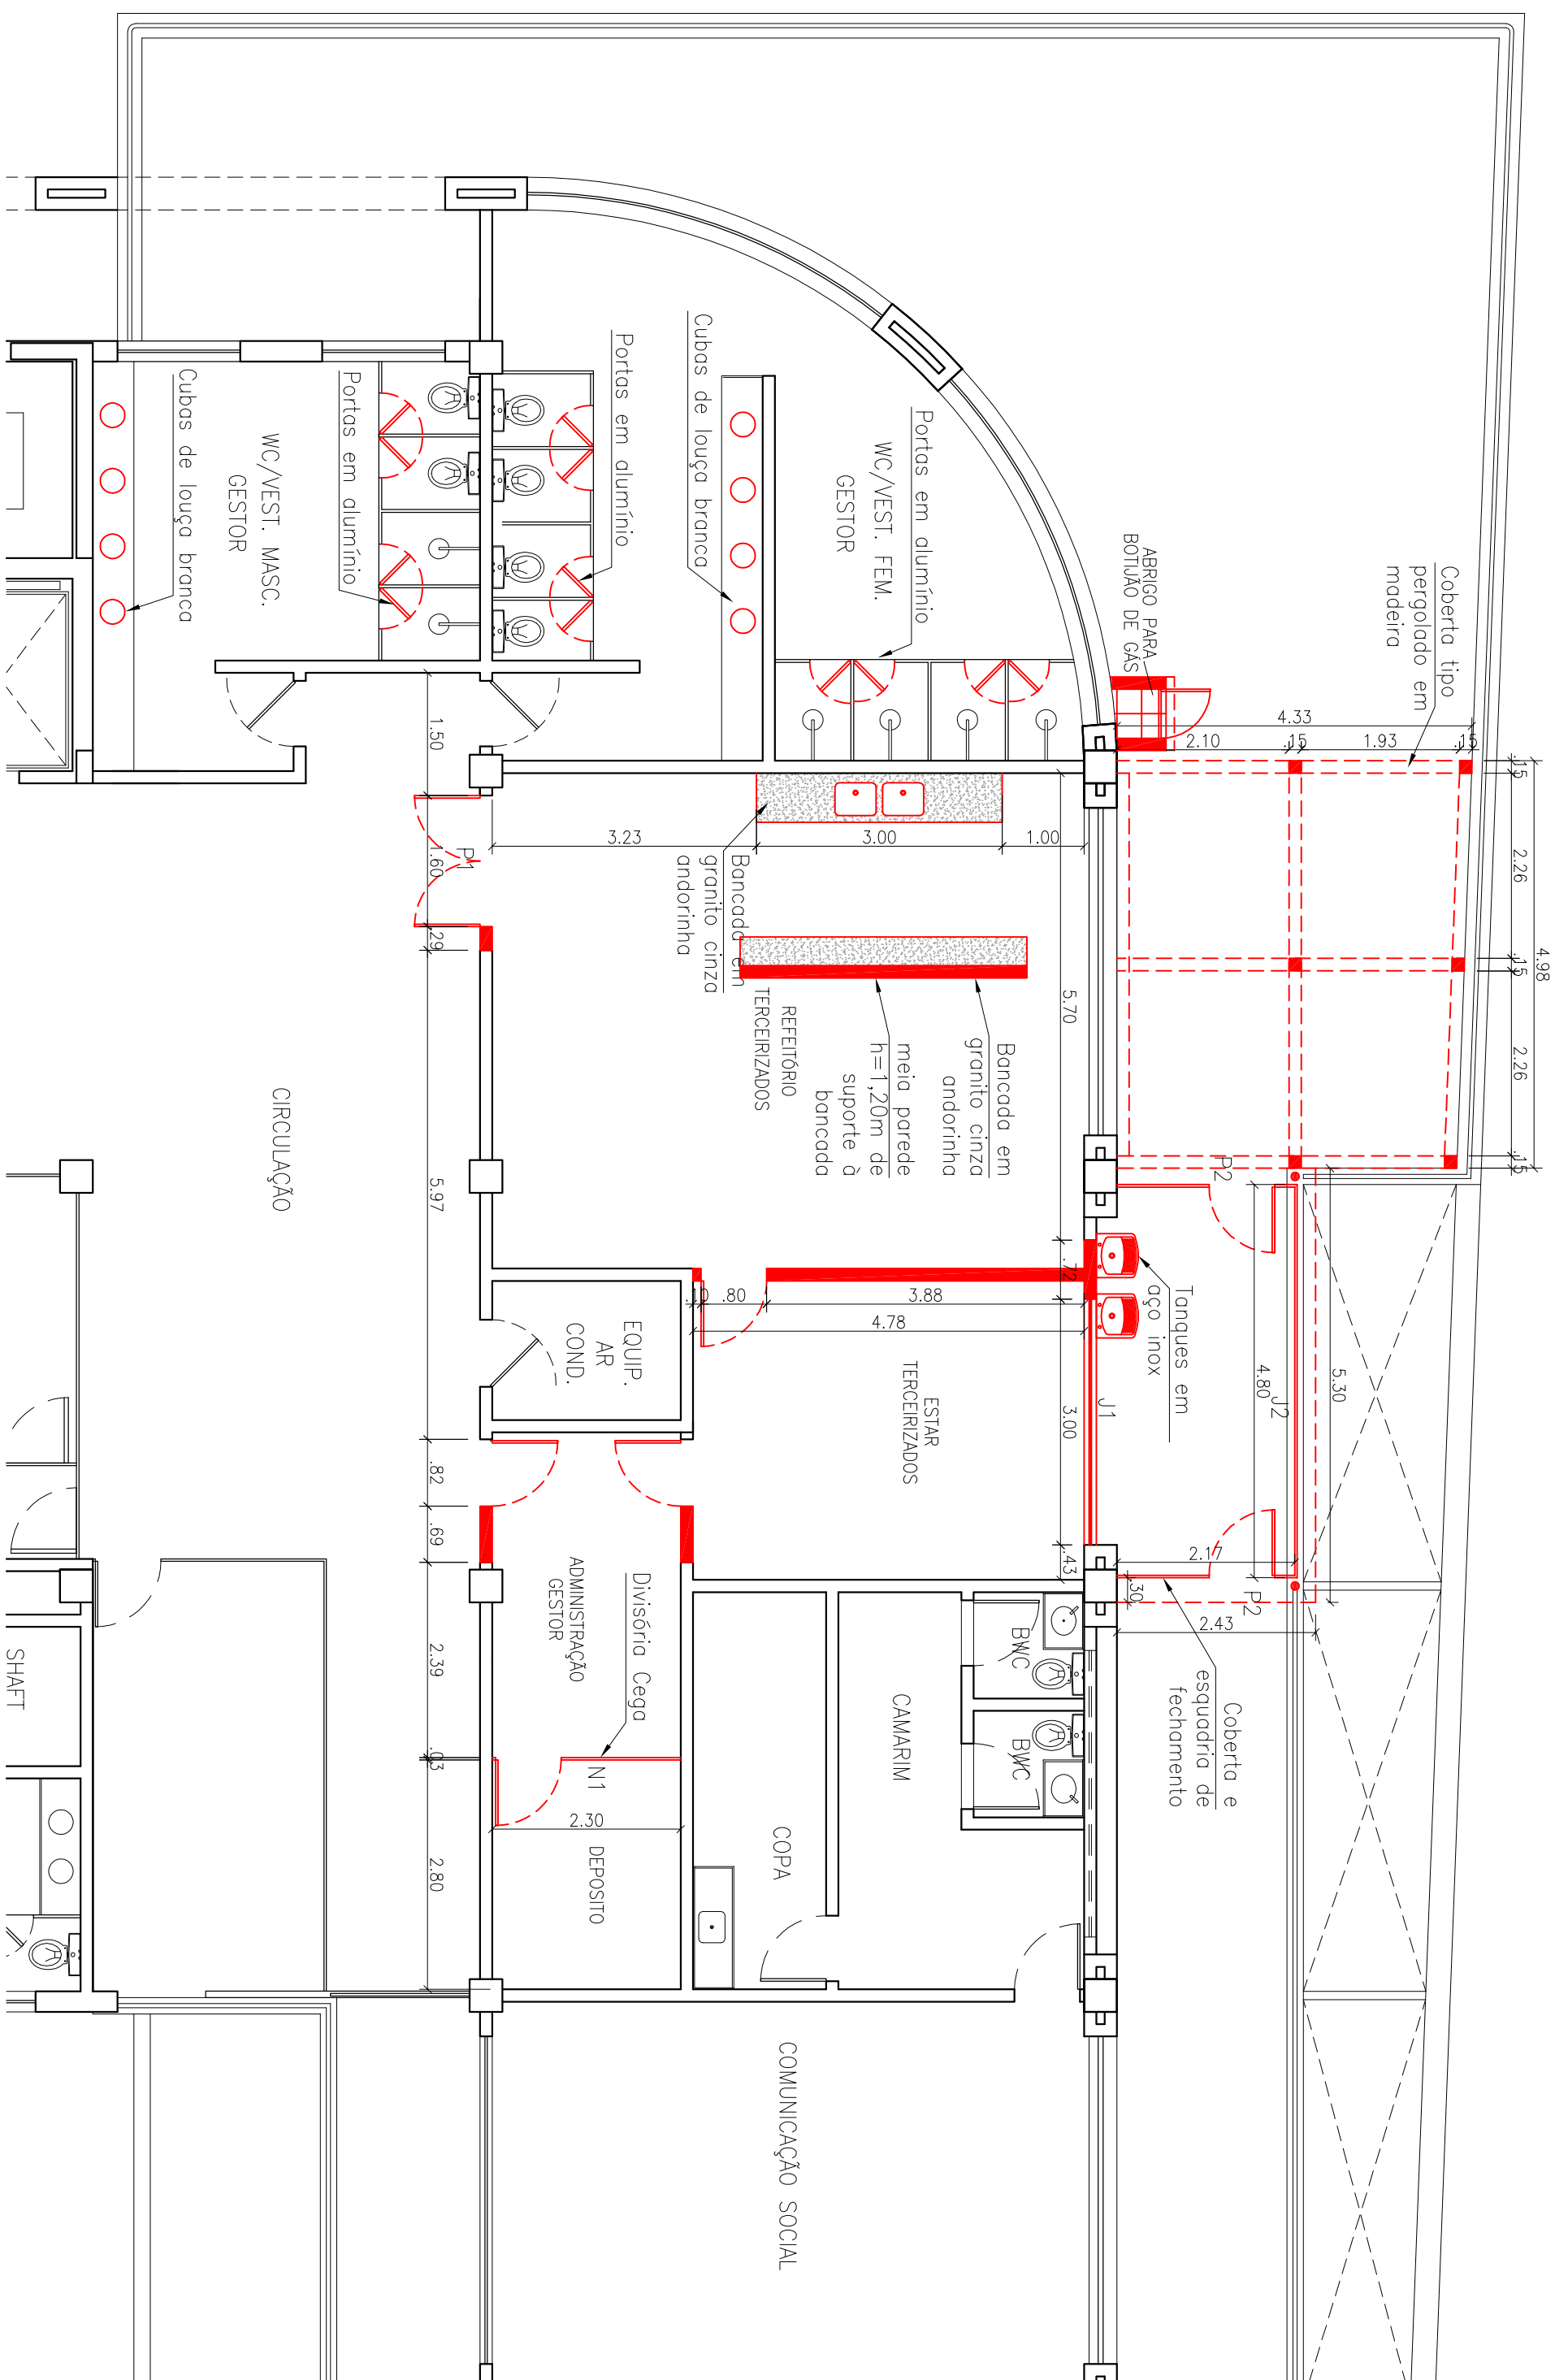 Coberta tipo
pergolado em
madeira
ABRIGO PARA
BOTIJÃO DE GÁS
4.33
2.10
.15
1.93
.15
.15
2.26
.15
2.26
.15
4.98
Portas em alumínio
WC/VEST. FEM.
GESTOR
Cubas de louça branca
Portas em alumínio
Portas em alumínio
WC/VEST. MASC.
GESTOR
Cubas de louça branca
1.50
1.60
P1
.29
5.97
.82
.69
2.39
.03
2.80
3.23
3.00
1.00
Bancada em
granito cinza
andorinha
5.70
.72
3.00
.43
Bancada em
granito cinza
andorinha
meia parede
h=1,20m de
suporte à
bancada
REFEITÓRIO
TERCEIRIZADOS
CIRCULAÇÃO
P2
Tanques em
aço inox
J1
4.80
J2
5.30
2.17
.30
P2
2.43
Coberta e
esquadria de
fechamento
.10
.80
3.88
4.78
EQUIP.
AR
COND.
ESTAR
TERCEIRIZADOS
ADMINISTRAÇÃO
GESTOR
Divisória Cega
N1
2.30
DEPOSITO
BWC
BWC
CAMARIM
COPA
SHAFT
COMUNICAÇÃO SOCIAL